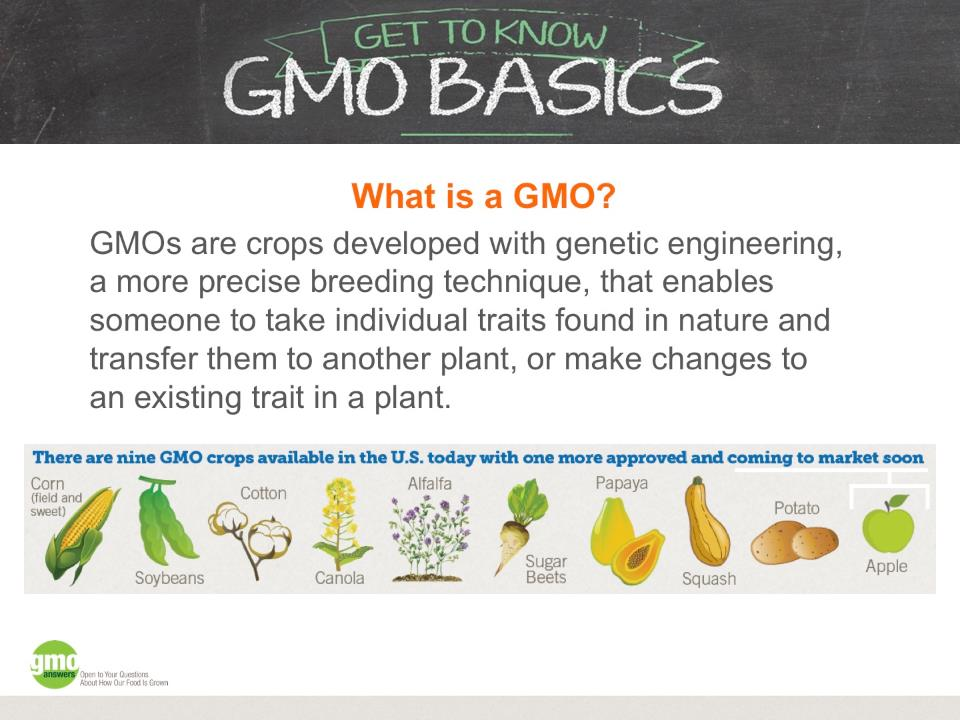 GET TO KNOW
GMO BASICS
What is a GMO?
GMOs are crops developed with genetic engineering,
a more precise breeding technique, that enables
someone to take individual traits found in nature and
transfer them to another plant, or make changes to
an existing trait in a plant.
There are nine GMO crops available in the U.S. today with one more approved and coming to market soon
Corn
(field and
sweet)
Soybeans
Cotton
Canola
Alfalfa
Sugar
Beets
Papaya
Squash
Potato
Apple
gmo
answers
Open to Your Questions
About How Our Food Is Grown